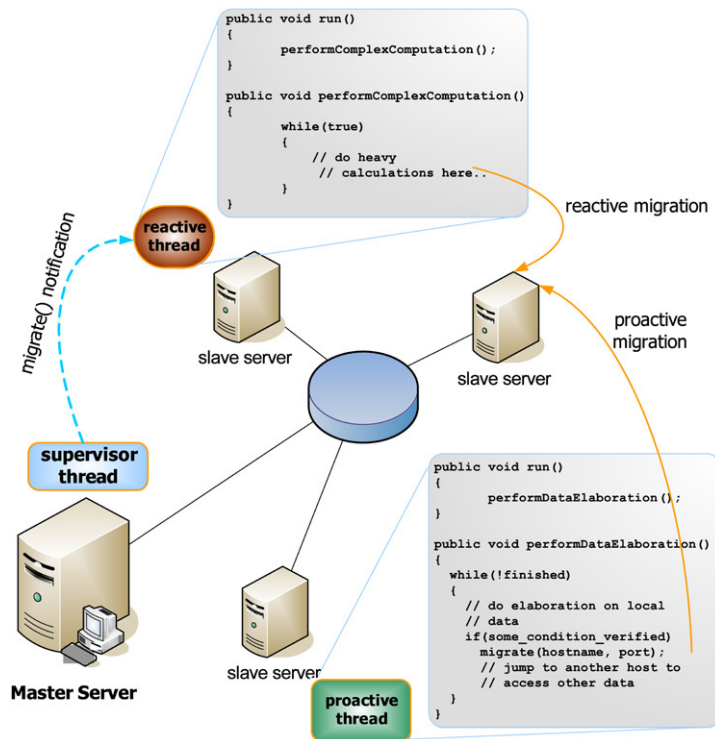 public void run()
{
performComplexComputation();
}
public void performComplexComputation()
{
while(true)
{
// do heavy
// calculations here..
}
}
reactive migration
reactive
thread
migrate() notification
slave server
slave server
proactive
migration
supervisor
thread
public void run()
{
performDataElaboration();
}
public void performDataElaboration()
{
while(!finished)
{
// do elaboration on local
// data
if(some_condition_verified)
migrate(hostname, port);
// jump to another host to
// access other data
}
}
slave server
Master Server
proactive
thread